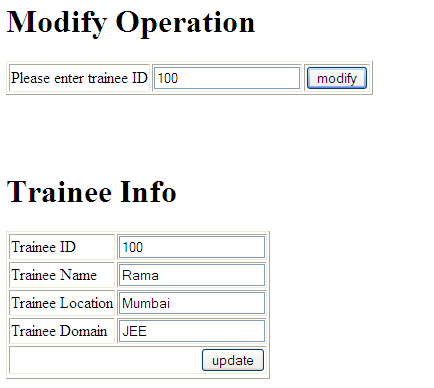 Modify Operation
Please enter trainee ID 100 modify
Trainee Info
Trainee ID 100
Trainee Name Rama
Trainee Location Mumbai
Trainee Domain JEE
update